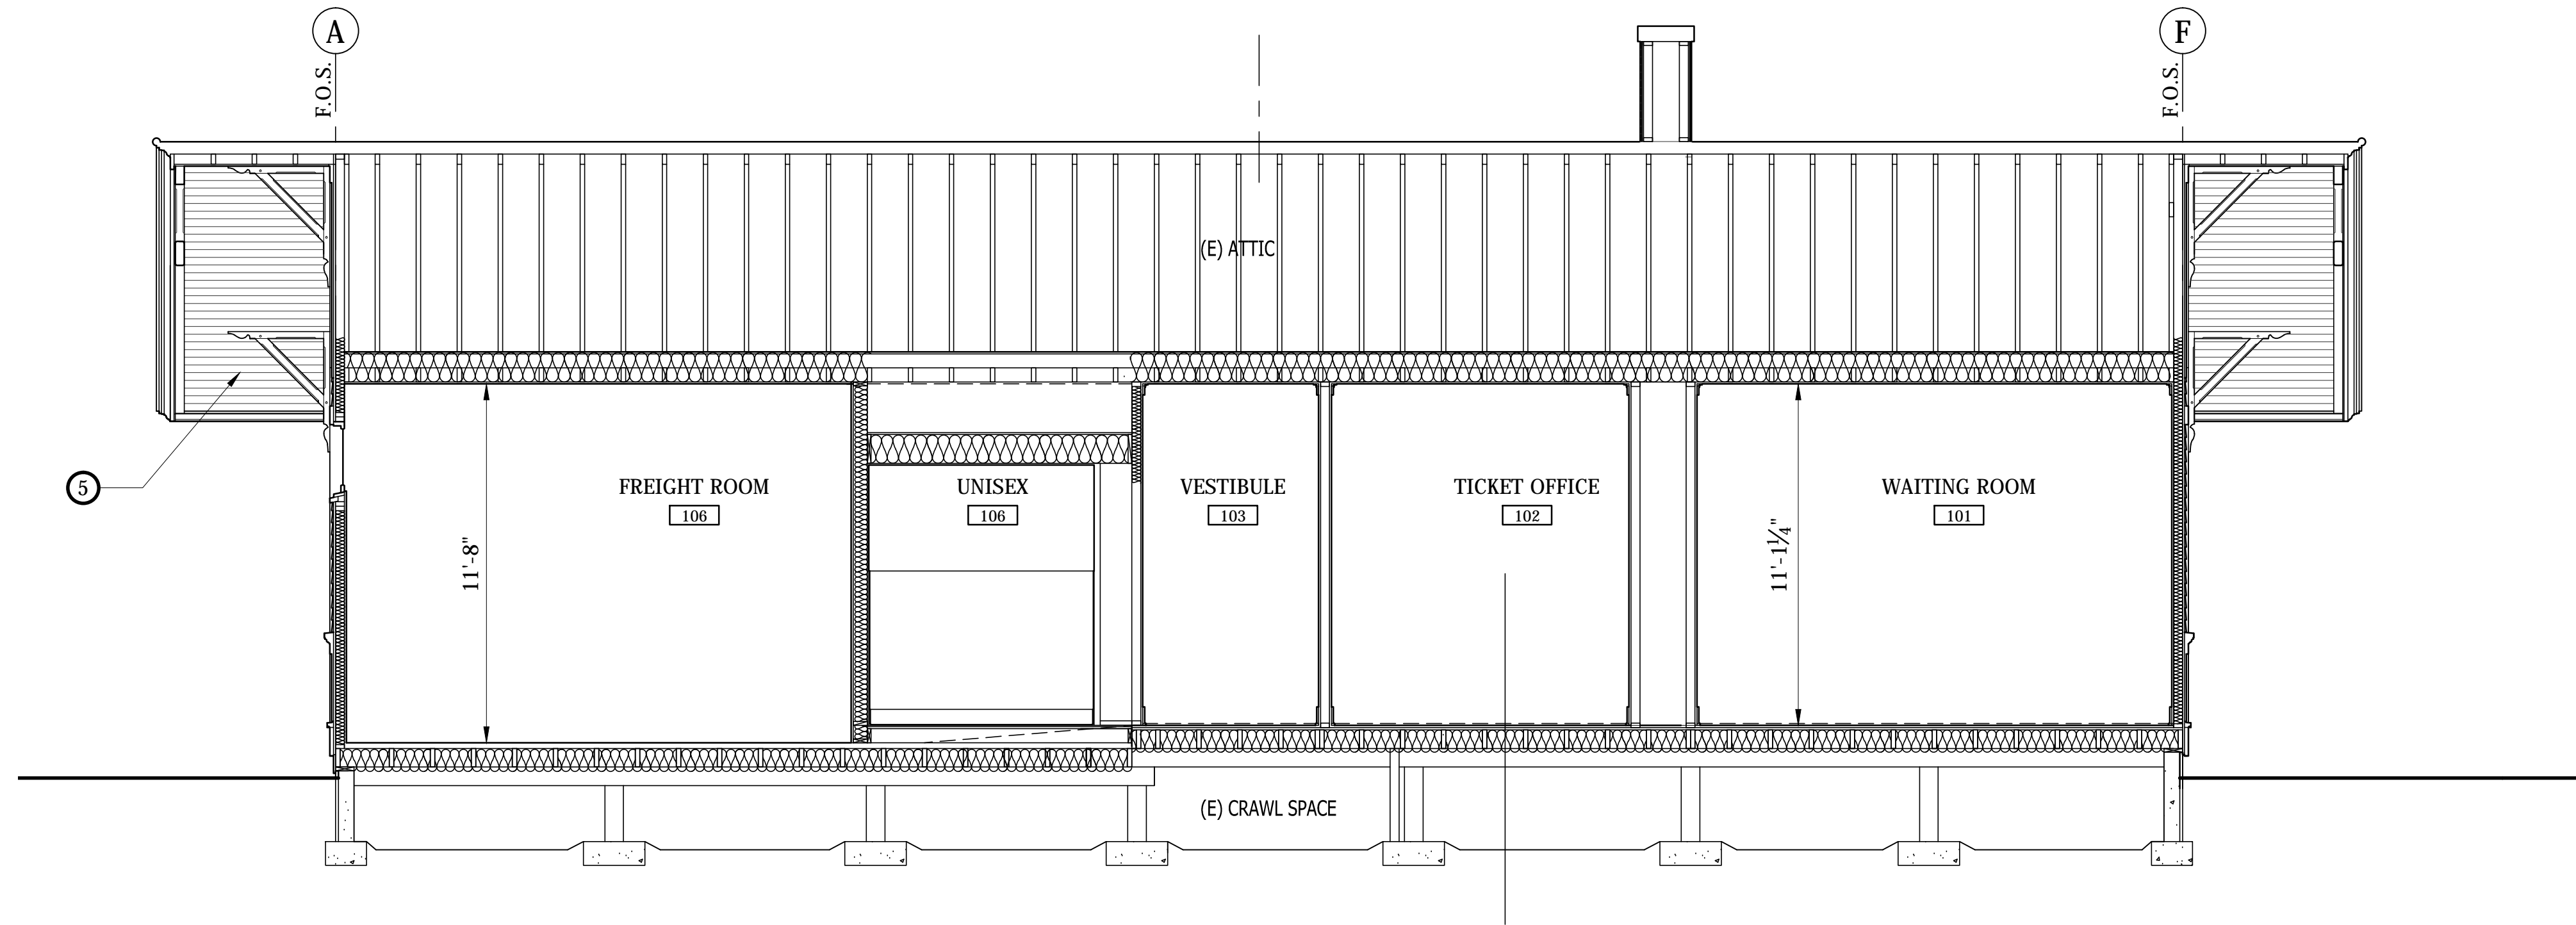 A
F
F.O.S.
F.O.S.
(E) ATTIC
5
FREIGHT ROOM
106
UNISEX
106
VESTIBULE
103
TICKET OFFICE
102
WAITING ROOM
101
11'-8"
11'-1¼"
(E) CRAWL SPACE